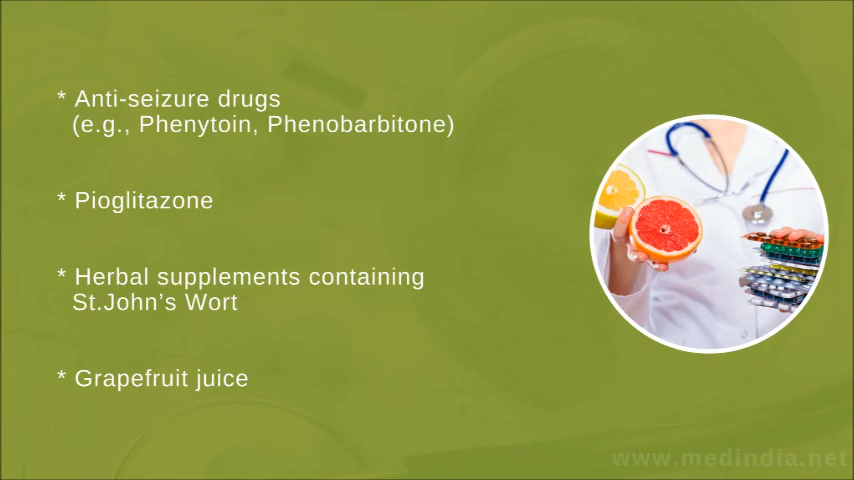 * Anti-seizure drugs
(e.g., Phenytoin, Phenobarbitone)
* Pioglitazone
* Herbal supplements containing
St.John’s Wort
* Grapefruit juice
www.medindia.net